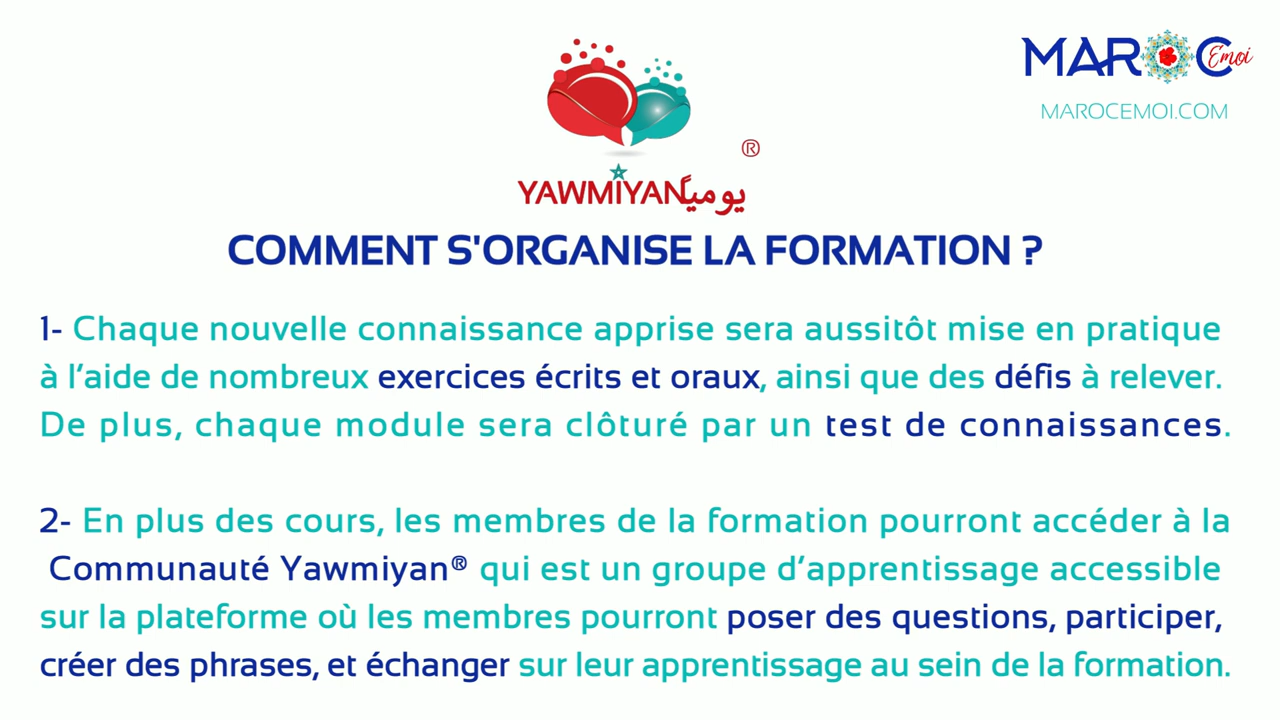 MAROC Emoi
MAROCEMOI.COM
®
YAWMIYAN يوميا
COMMENT S'ORGANISE LA FORMATION ?
1- Chaque nouvelle connaissance apprise sera aussitôt mise en pratique
à l’aide de nombreux exercices écrits et oraux, ainsi que des défis à relever.
De plus, chaque module sera clôturé par un test de connaissances.
2- En plus des cours, les membres de la formation pourront accéder à la
Communauté Yawmiyan® qui est un groupe d’apprentissage accessible
sur la plateforme où les membres pourront poser des questions, participer,
créer des phrases, et échanger sur leur apprentissage au sein de la formation.